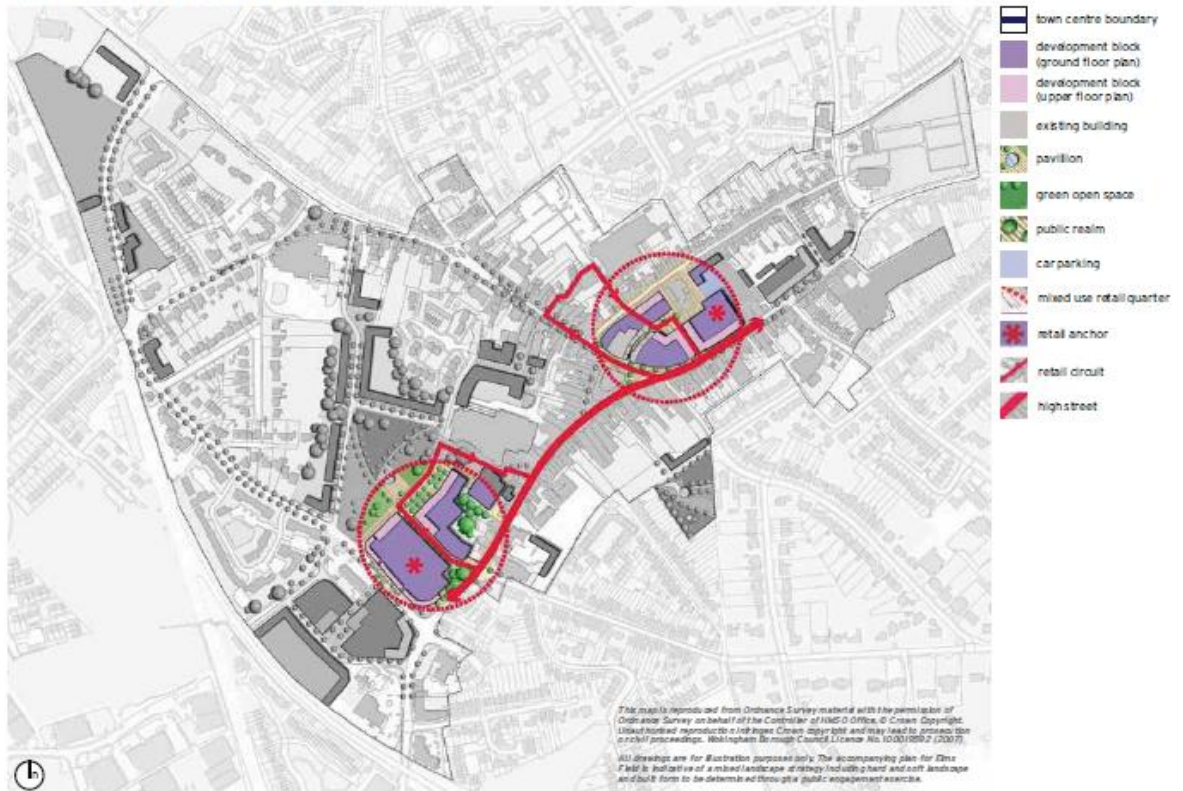 town centre boundary
development block
(ground floor plan)
development block
(upper floor plan)
existing building
pavillion
green open space
public realm
car parking
mixed use retail quarter
retail anchor
retail circuit
high street
This map is reproduced from Ordnance Survey material with the permission of
Ordnance Survey on behalf of the Controller of HMSO Office, © Crown Copyright.
Unauthorised reproduction infringes Crown copyright and may lead to prosecution
or civil proceedings. Wokingham Borough Council Licence No. 100019592 (2007)
All drawings are for illustration purposes only. The accompanying plan for Elms
Field is indicative of a mixed landscape strategy including hard and soft landscape
and built form to be determined through a public engagement exercise.